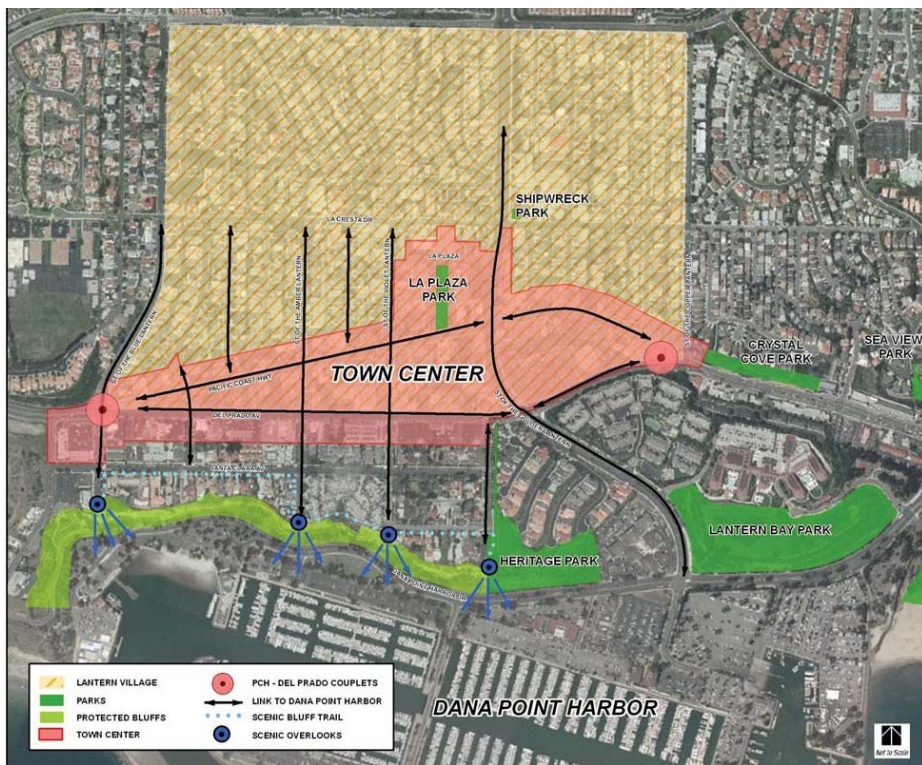 SHIPWRECK
PARK
LA CRESTA DR
LA PLAZA
LA PLAZA
PARK
ST OF THE BLUE LANTERN
ST OF THE AMBER LANTERN
ST OF THE VIOLET LANTERN
ST OF THE COPPER LANTERN
CRYSTAL
COVE PARK
SEA VIEW
PARK
TOWN CENTER
PACIFIC COAST HWY
DEL PRADO AV
ST OF THE GOLDEN LANTERN
SANTA CLARA AV
LANTERN BAY PARK
HERITAGE PARK
DANA POINT HARBOR DR
DANA POINT HARBOR
LANTERN VILLAGE
PARKS
PROTECTED BLUFFS
TOWN CENTER
PCH - DEL PRADO COUPLETS
LINK TO DANA POINT HARBOR
SCENIC BLUFF TRAIL
SCENIC OVERLOOKS
Not to Scale